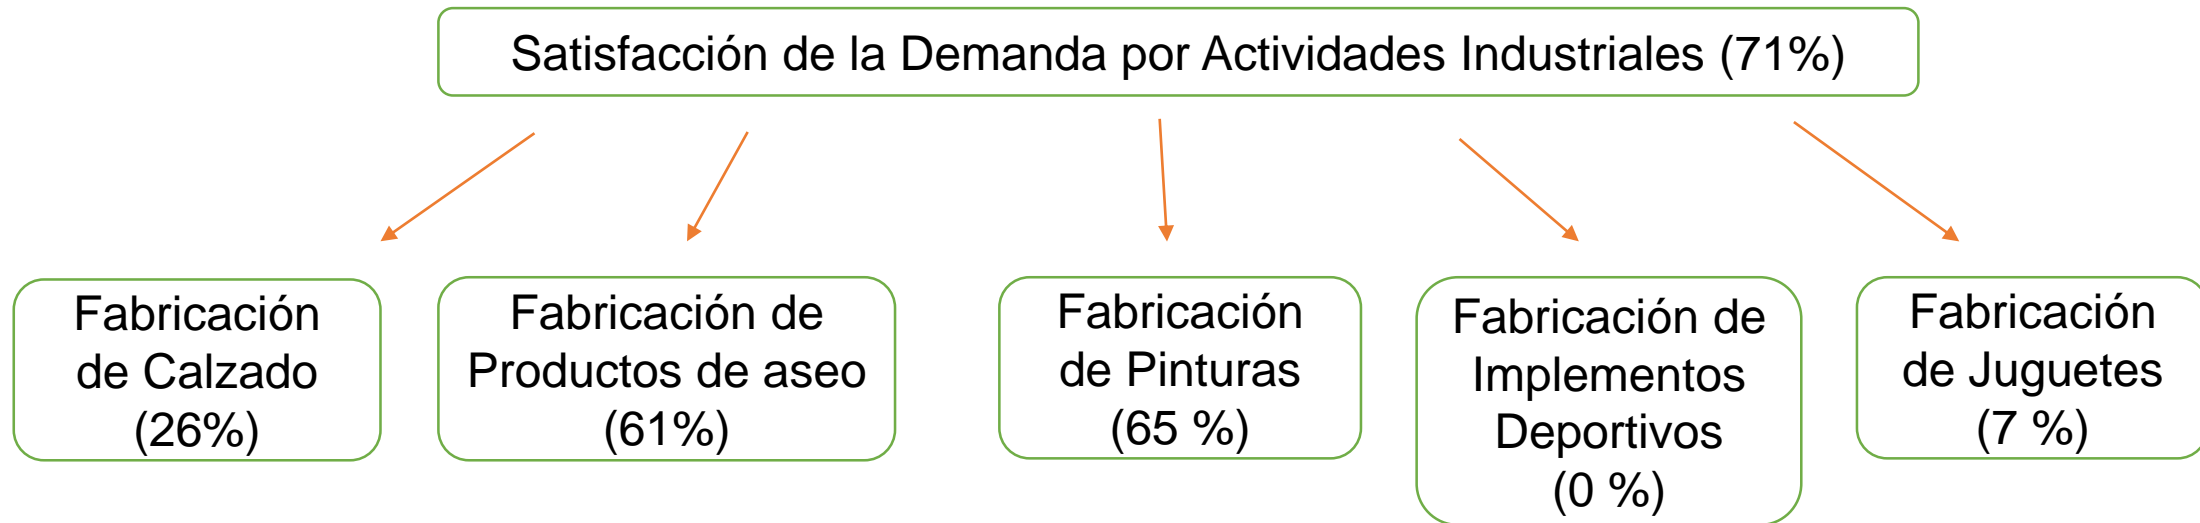 Satisfacción de la Demanda por Actividades Industriales (71%)
Fabricación
de Calzado
(26%)
Fabricación de
Productos de aseo
(61%)
Fabricación
de Pinturas
(65 %)
Fabricación de
Implementos
Deportivos
(0 %)
Fabricación
de Juguetes
(7 %)